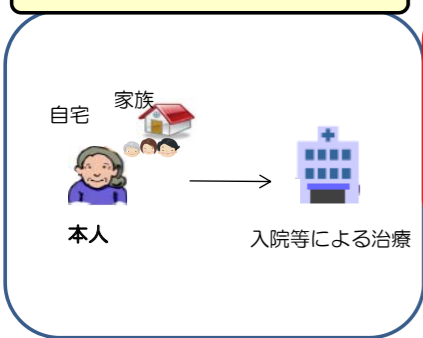 家族
自宅
本人
入院等による治療